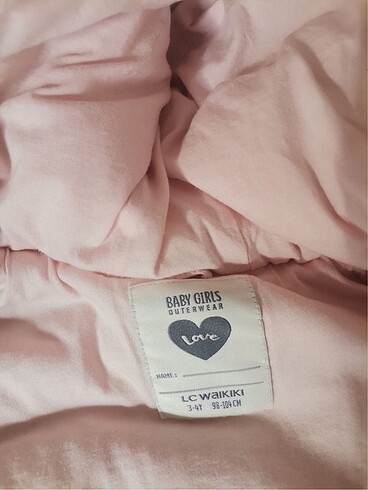 BABY GIRLS
OUTERWEAR
Love
NAME:
LC WAIKIKI
3-4Y 98-104 CM